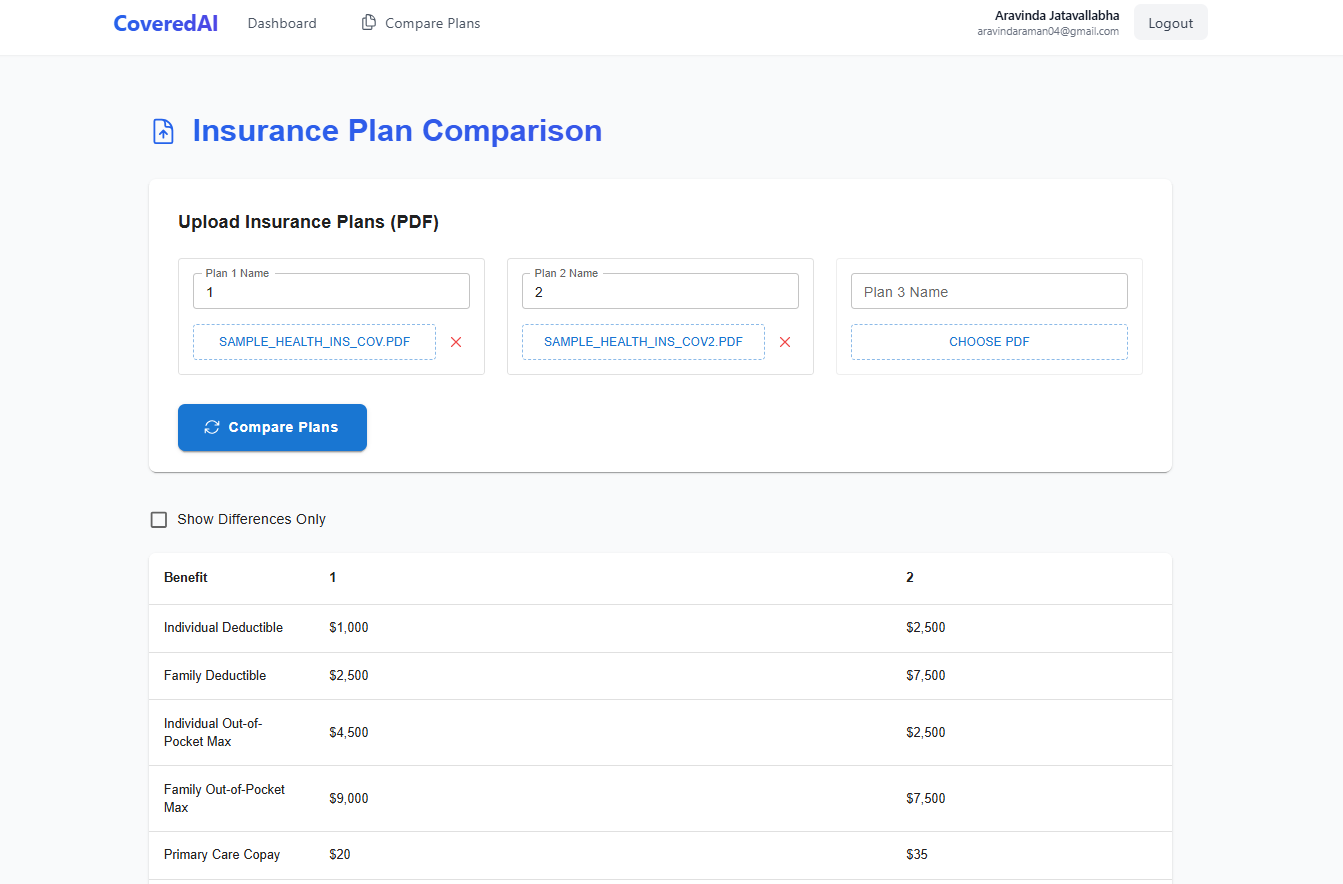 CoveredAI Dashboard Compare Plans Aravinda Jatavallabha Logout
aravindaraman04@gmail.com
Insurance Plan Comparison
Upload Insurance Plans (PDF)
Plan 1 Name Plan 2 Name
1 2 Plan 3 Name
SAMPLE_HEALTH_INS_COV.PDF SAMPLE_HEALTH_INS_COV2.PDF CHOOSE PDF
Compare Plans
Show Differences Only
Benefit 1 2
Individual Deductible $1,000 $2,500
Family Deductible $2,500 $7,500
Individual Out-of-
Pocket Max $4,500 $2,500
Family Out-of-Pocket
Max $9,000 $7,500
Primary Care Copay $20 $35